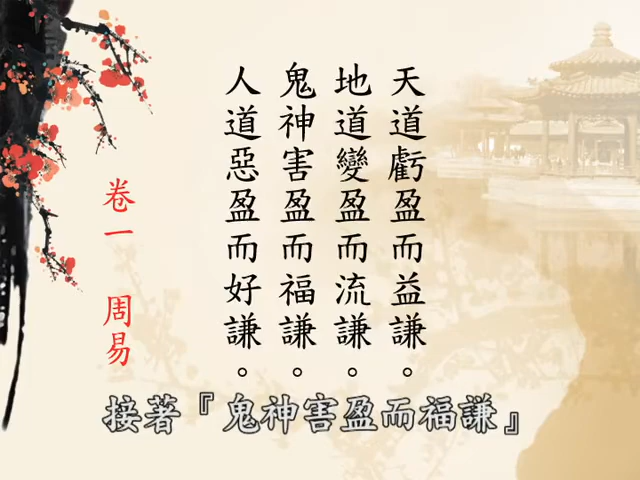 天道虧盈而益謙。
地道變盈而流謙。
鬼神害盈而福謙。
人道惡盈而好謙。
卷一 周易
接著『鬼神害盈而福謙』